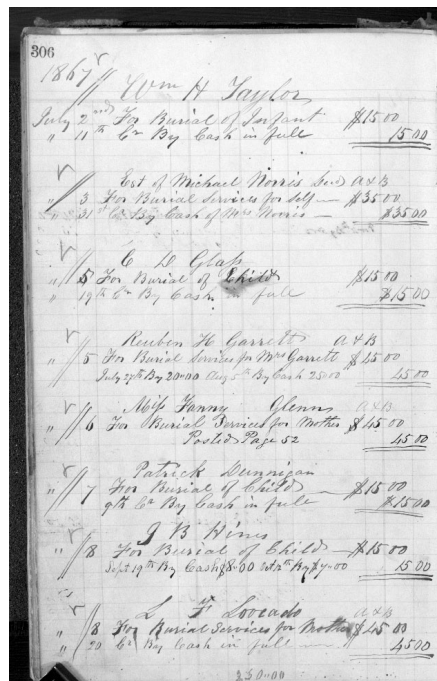 306
1867
Wm H Taylor
July 2nd For Burial of Infant $15 00
" 11th Cr By Cash in full 15 00
Est of Michael Norris Decd A & B
" 3 For Burial Services for Self — $35 00
" 31st Cr By Cash of Mrs Norris — $35 00
C D Glass
" 5 For Burial of Child $15 00
" 19th Cr By Cash in full $15 00
Reuben H Garrett A & B
" 5 For Burial Services for Mrs Garrett $45 00
July 27th By 20=00 Aug 5th By Cash 25=00 45 00
Miss Fanny Glenn A & B
" 6 For Burial Services for Mother $45 00
Posted Page 52 45 00
Patrick Dunnigan
" 7 For Burial of Child — $15 00
9th Cr By Cash in full $15 00
J B Hines
" 8 For Burial of Child — $15 00
Sept 19th By Cash $8=00 12th By $7=00 15 00
L F Loocado A & B
" 8 For Burial Services for Mother $45 00
" 20 Cr By Cash in full — 45 00
230=00